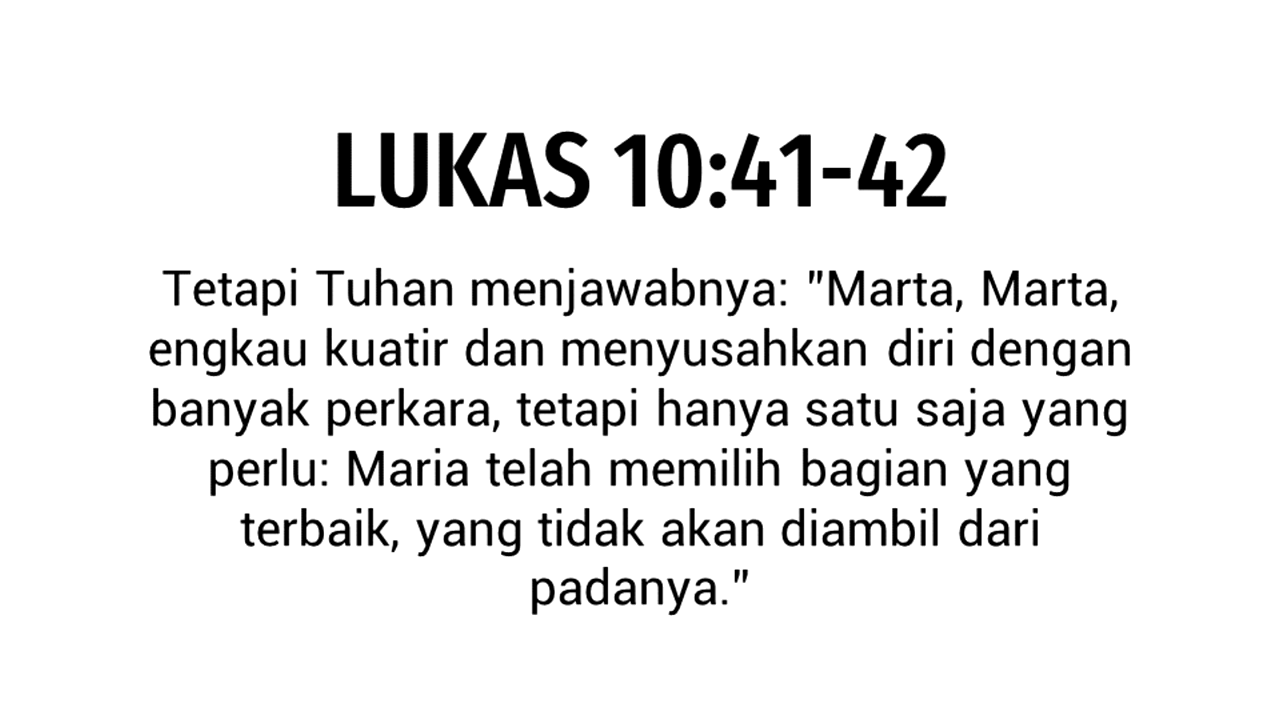 LUKAS 10:41-42
Tetapi Tuhan menjawabnya: "Marta, Marta,
engkau kuatir dan menyusahkan diri dengan
banyak perkara, tetapi hanya satu saja yang
perlu: Maria telah memilih bagian yang
terbaik, yang tidak akan diambil dari
padanya."